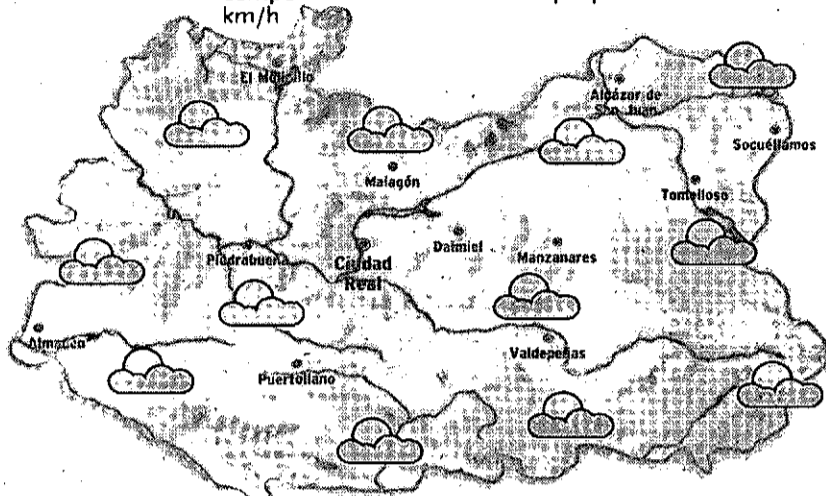 km/h
El Molinillo
Alcázar de
San Juan
Socuéllamos
Malagón
Tomelloso
Piedrabuena
Ciudad
Real
Daimiel
Manzanares
Almadén
Valdepeñas
Puertollano